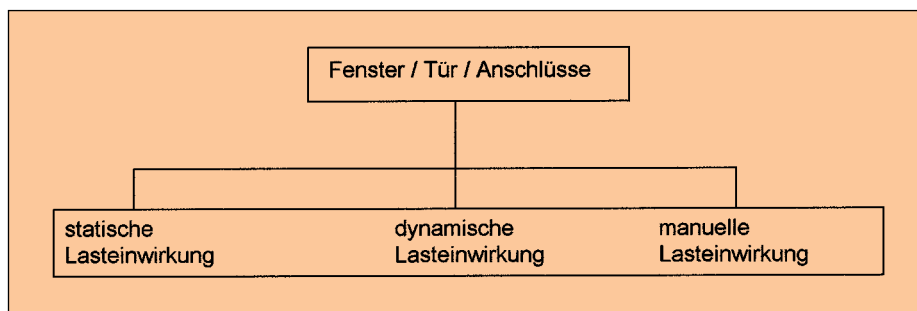 Fenster / Tür / Anschlüsse
statische dynamische manuelle
Lasteinwirkung Lasteinwirkung Lasteinwirkung